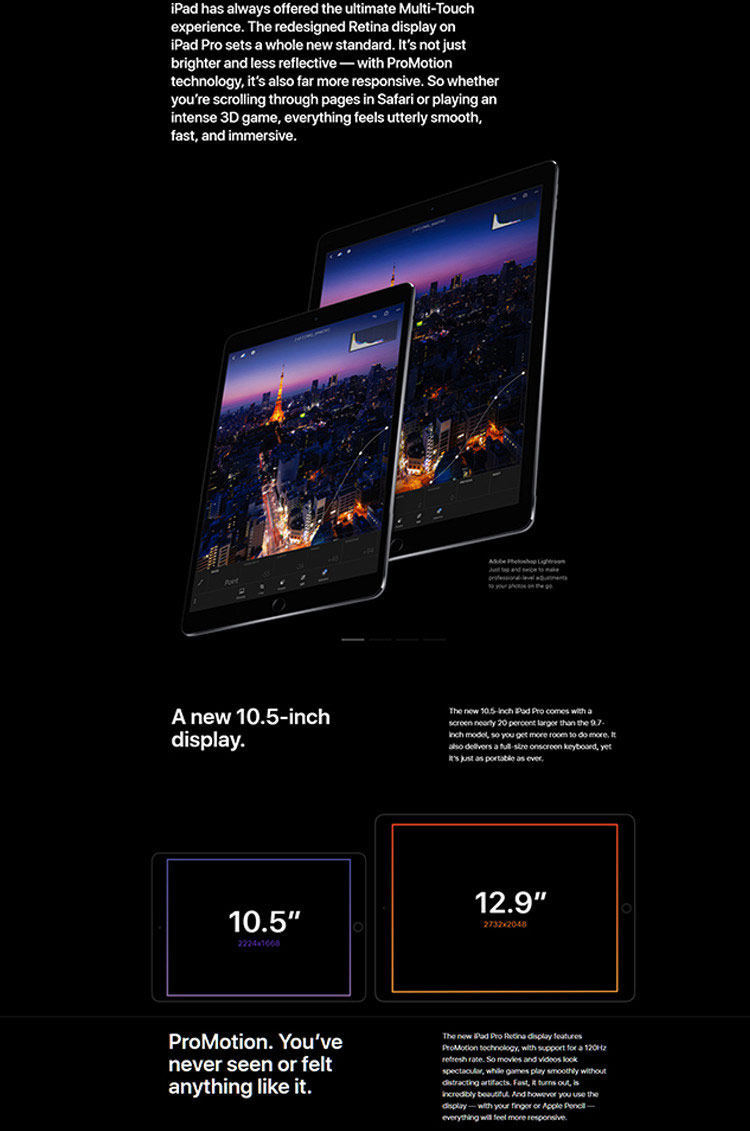 iPad has always offered the ultimate Multi-Touch
experience. The redesigned Retina display on
iPad Pro sets a whole new standard. It's not just
brighter and less reflective — with ProMotion
technology, it's also far more responsive. So whether
you're scrolling through pages in Safari or playing an
intense 3D game, everything feels utterly smooth,
fast, and immersive.
Adobe Photoshop Lightroom
Just tap and swipe to make
professional-level adjustments
to your photos on the go.
A new 10.5-inch
display.
The new 10.5-inch iPad Pro comes with a
screen nearly 20 percent larger than the 9.7-
inch model, so you get more room to do more. It
also delivers a full-size onscreen keyboard, yet
it's just as portable as ever.
10.5"
2224x1668
12.9"
2732x2048
ProMotion. You've
never seen or felt
anything like it.
The new iPad Pro Retina display features
ProMotion technology, with support for a 120Hz
refresh rate. So movies and videos look
spectacular, while games play smoothly without
distracting artifacts. Fast, it turns out, is
incredibly beautiful. And however you use the
display — with your finger or Apple Pencil —
everything will feel more responsive.